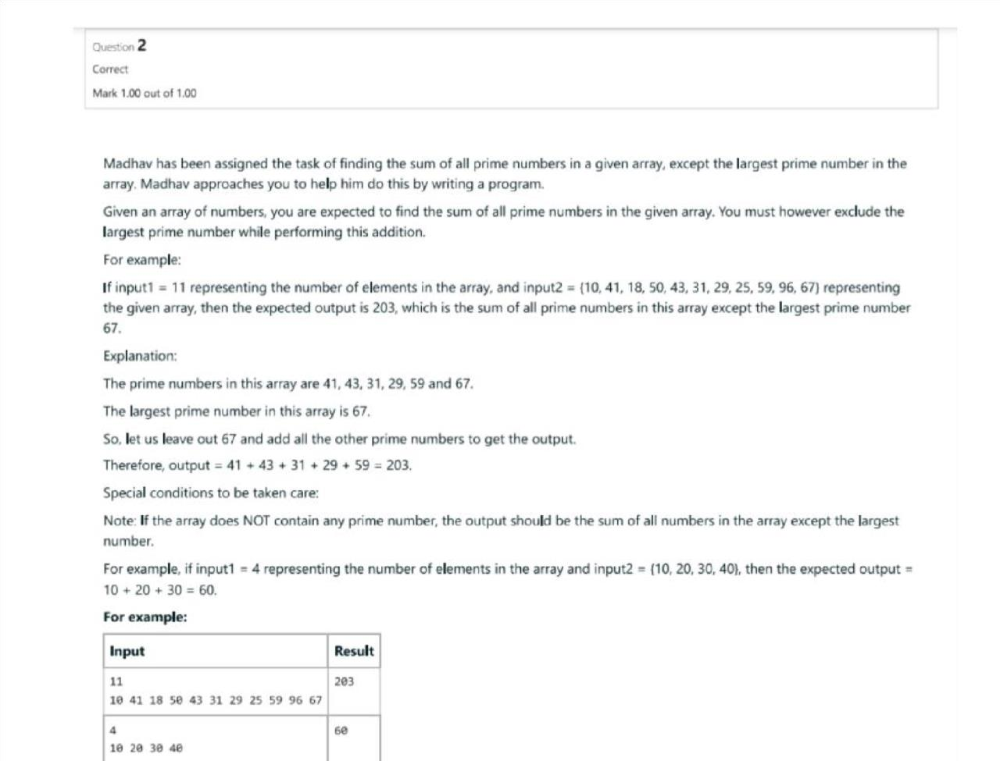 Question 2
Correct
Mark 1.00 out of 1.00
Madhav has been assigned the task of finding the sum of all prime numbers in a given array, except the largest prime number in the
array. Madhav approaches you to help him do this by writing a program.
Given an array of numbers, you are expected to find the sum of all prime numbers in the given array. You must however exclude the
largest prime number while performing this addition.
For example:
If input1 = 11 representing the number of elements in the array, and input2 = {10, 41, 18, 50, 43, 31, 29, 25, 59, 96, 67} representing
the given array, then the expected output is 203, which is the sum of all prime numbers in this array except the largest prime number
67.
Explanation:
The prime numbers in this array are 41, 43, 31, 29, 59 and 67.
The largest prime number in this array is 67.
So, let us leave out 67 and add all the other prime numbers to get the output.
Therefore, output = 41 + 43 + 31 + 29 + 59 = 203.
Special conditions to be taken care:
Note: If the array does NOT contain any prime number, the output should be the sum of all numbers in the array except the largest
number.
For example, if input1 = 4 representing the number of elements in the array and input2 = {10, 20, 30, 40}, then the expected output =
10 + 20 + 30 = 60.
For example:
Input Result
11 203
10 41 18 50 43 31 29 25 59 96 67
4 60
10 20 30 40